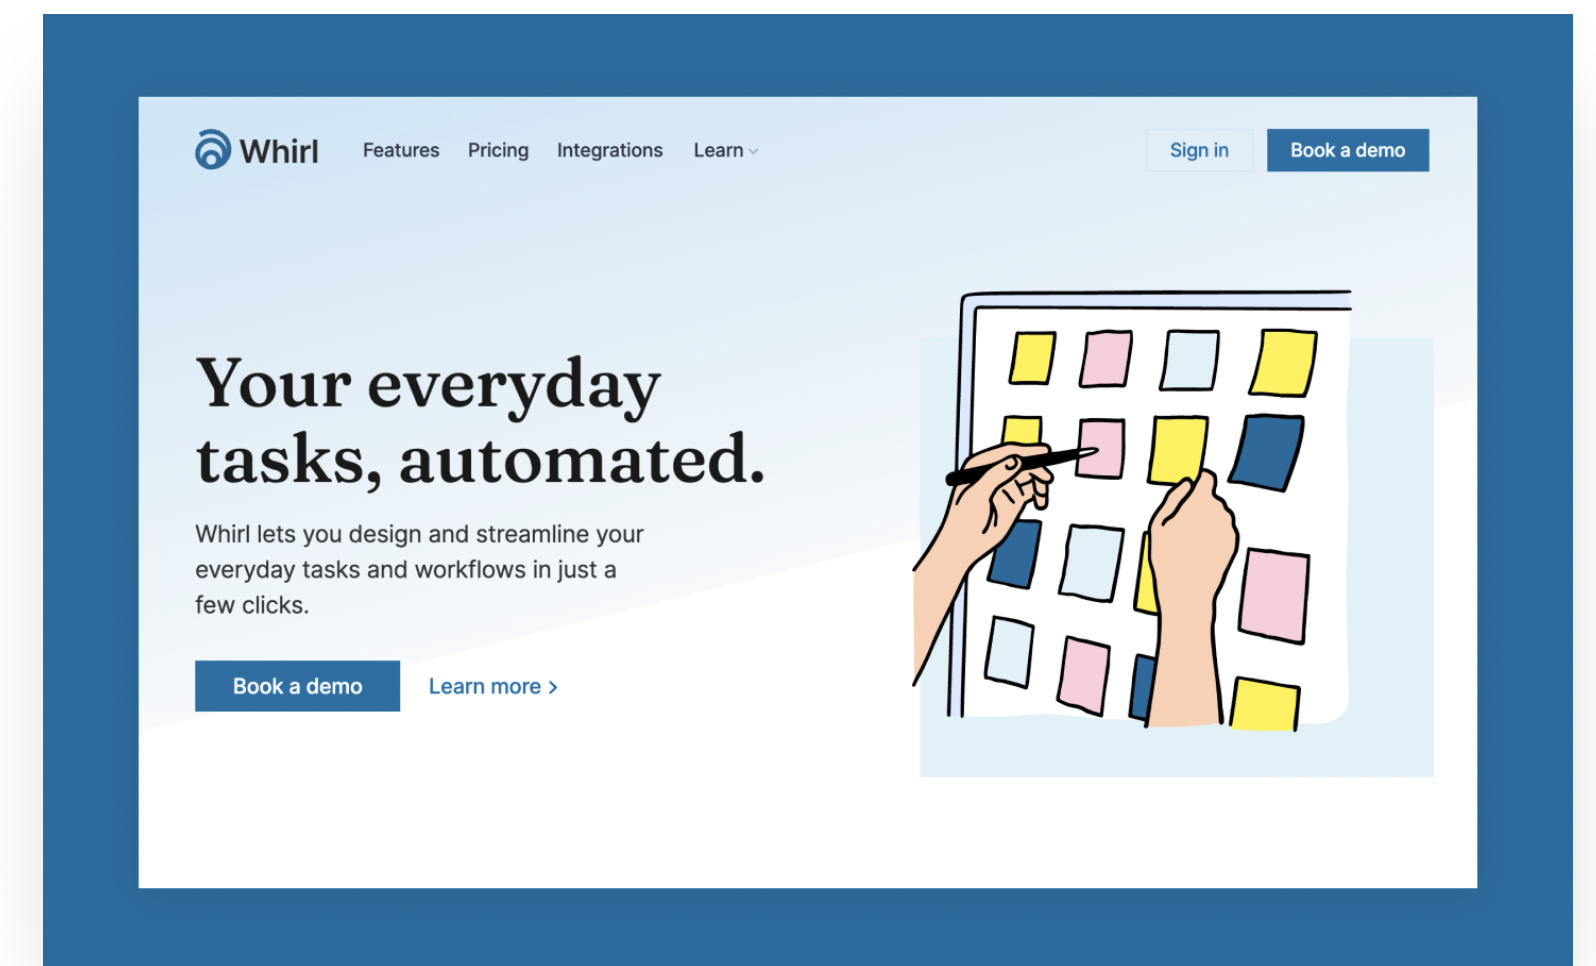 Whirl
Features
Pricing
Integrations
Learn
Sign in
Book a demo
Your everyday
tasks, automated.
Whirl lets you design and streamline your
everyday tasks and workflows in just a
few clicks.
Book a demo
Learn more >